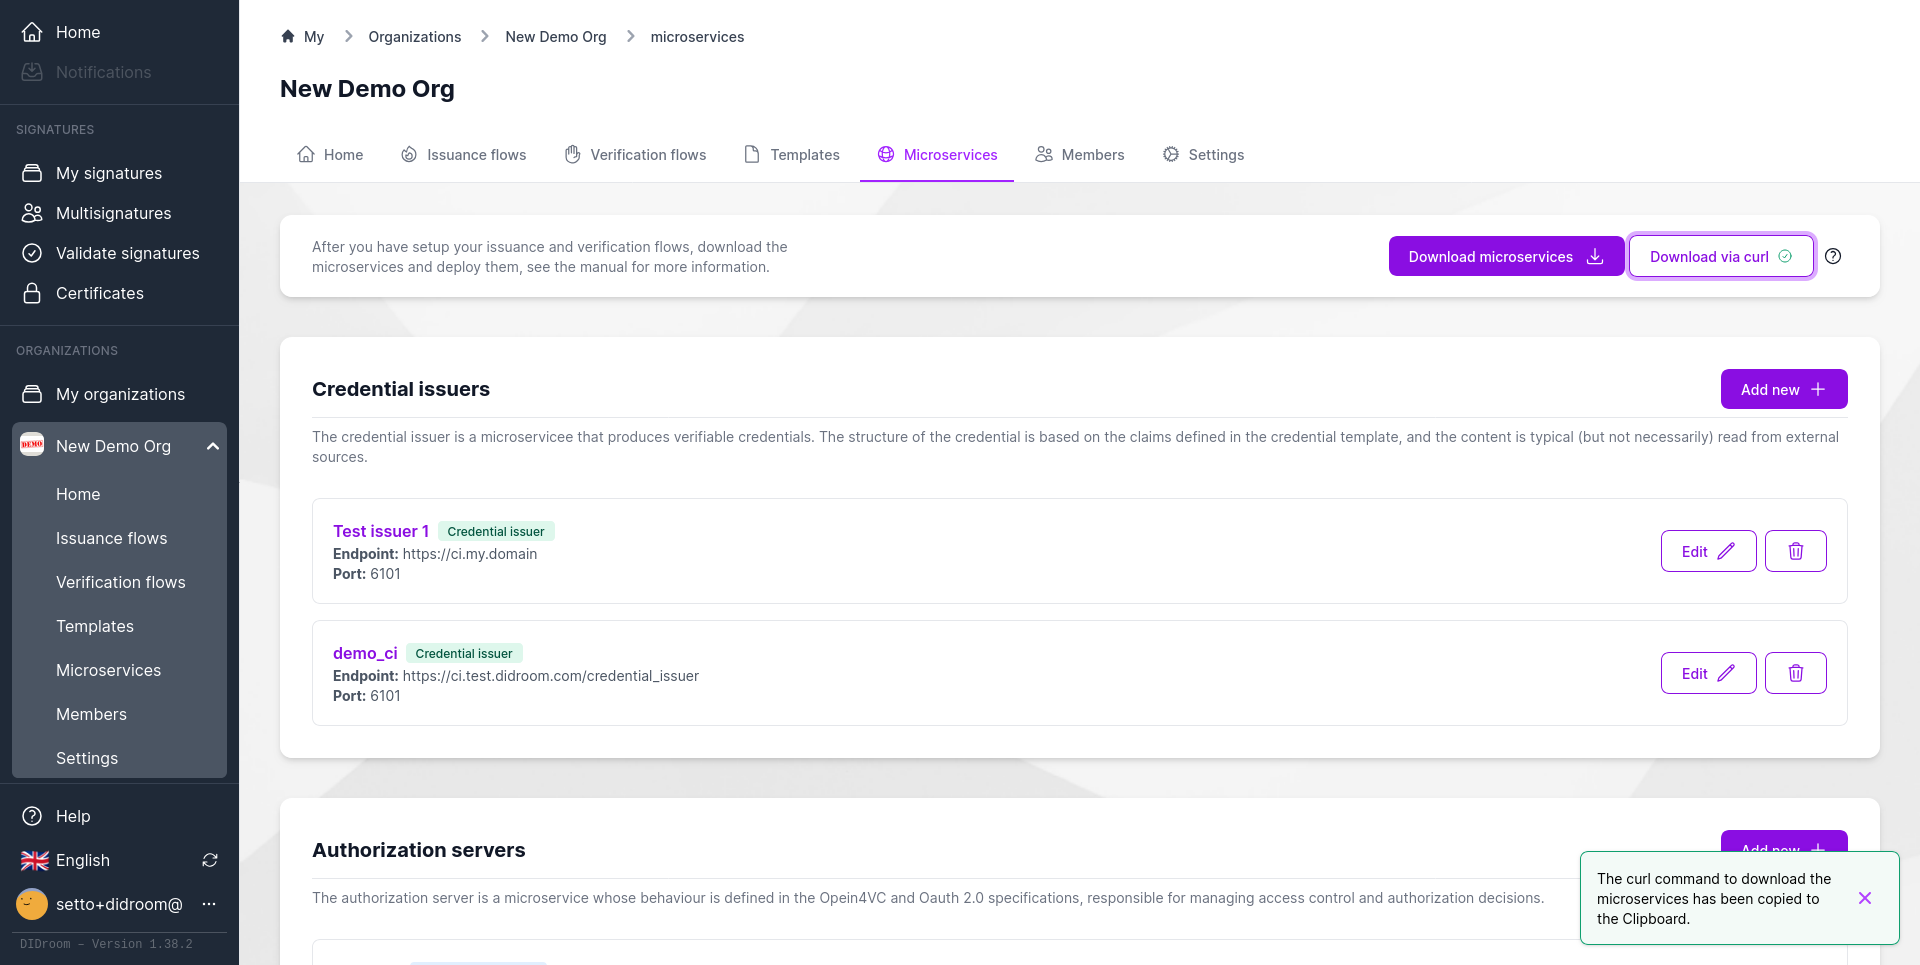 Home
Notifications
SIGNATURES
My signatures
Multisignatures
Validate signatures
Certificates
ORGANIZATIONS
My organizations
DEMO
New Demo Org
Home
Issuance flows
Verification flows
Templates
Microservices
Members
Settings
Help
English
setto+didroom@
DIDroom – Version 1.38.2
My
Organizations
New Demo Org
microservices
New Demo Org
Home
Issuance flows
Verification flows
Templates
Microservices
Members
Settings
After you have setup your issuance and verification flows, download the
microservices and deploy them, see the manual for more information.
Download microservices
Download via curl
Credential issuers
Add new
The credential issuer is a microservicee that produces verifiable credentials. The structure of the credential is based on the claims defined in the credential template, and the content is typical (but not necessarily) read from external
sources.
Test issuer 1
Credential issuer
Endpoint: https://ci.my.domain
Port: 6101
Edit
demo_ci
Credential issuer
Endpoint: https://ci.test.didroom.com/credential_issuer
Port: 6101
Edit
Authorization servers
Add new
The authorization server is a microservice whose behaviour is defined in the Opein4VC and Oauth 2.0 specifications, responsible for managing access control and authorization decisions.
The curl command to download the
microservices has been copied to
the Clipboard.